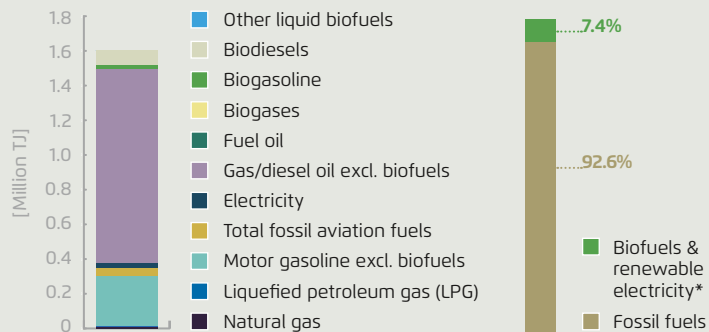 [Million TJ]
1.8
1.6
1.4
1.2
1.0
0.8
0.6
0.4
0.2
0
Other liquid biofuels
Biodiesels
Biogasoline
Biogases
Fuel oil
Gas/diesel oil excl. biofuels
Electricity
Total fossil aviation fuels
Motor gasoline excl. biofuels
Liquefied petroleum gas (LPG)
Natural gas
7.4%
92.6%
Biofuels &
renewable
electricity*
Fossil fuels